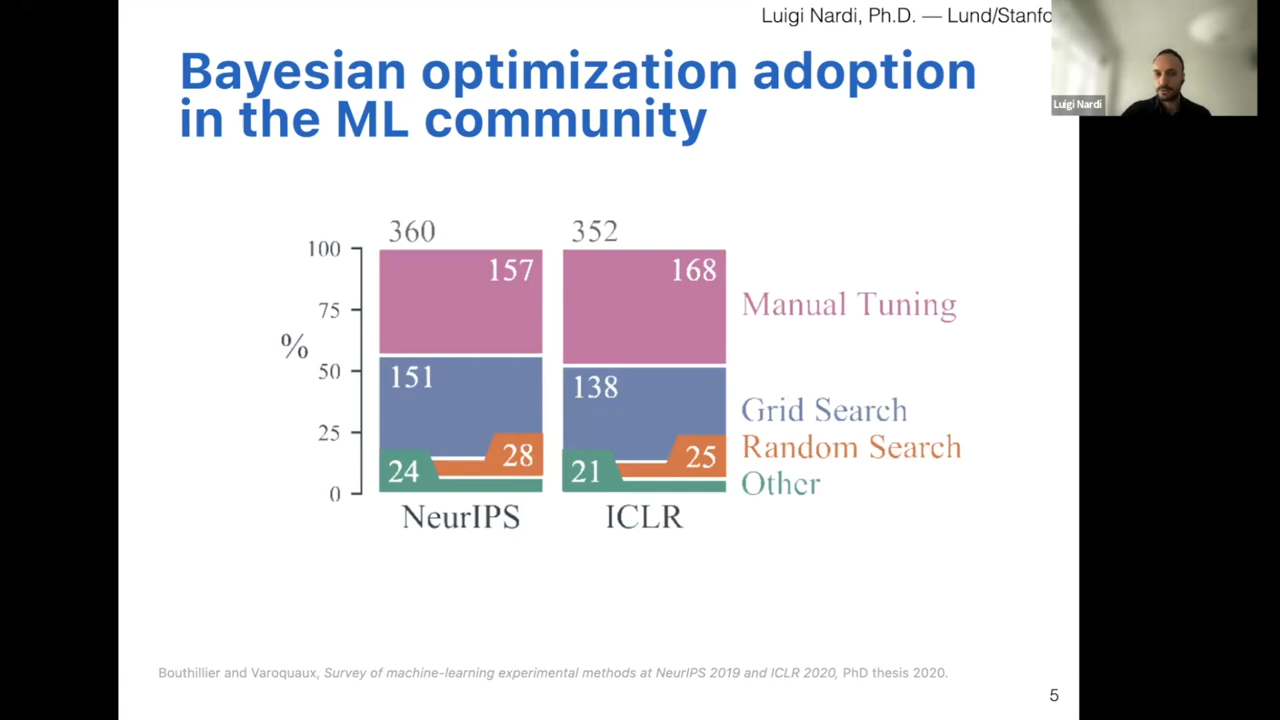 Luigi Nardi, Ph.D. — Lund/Stanfo
Luigi Nardi
Bayesian optimization adoption
in the ML community
360
352
100
75
50
25
0
%
157
151
28
24
168
138
25
21
Manual Tuning
Grid Search
Random Search
Other
NeurIPS
ICLR
Bouthillier and Varoquaux, Survey of machine-learning experimental methods at NeurIPS 2019 and ICLR 2020, PhD thesis 2020.
5